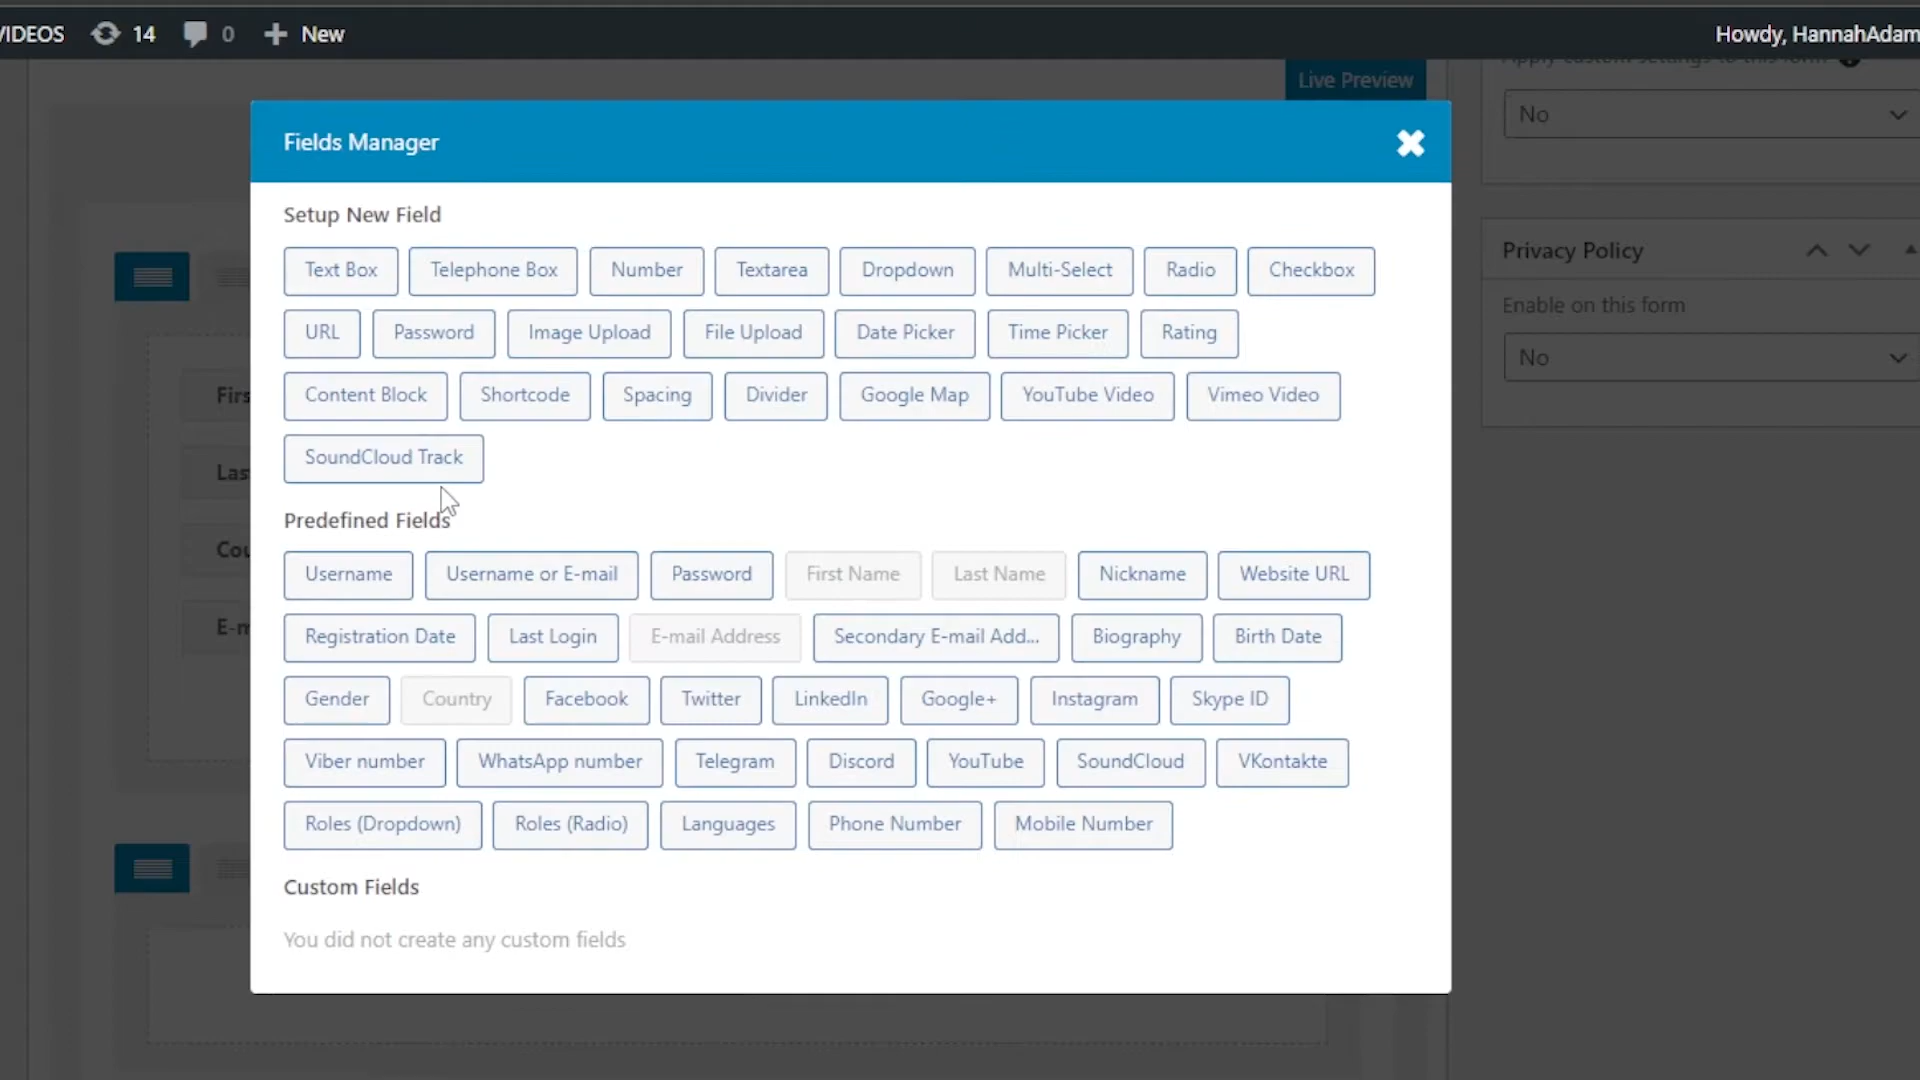 VIDEOS 14 0 New Howdy, HannahAdam
Live Preview
No
Fields Manager
Setup New Field
Text Box Telephone Box Number Textarea Dropdown Multi-Select Radio Checkbox
URL Password Image Upload File Upload Date Picker Time Picker Rating
Content Block Shortcode Spacing Divider Google Map YouTube Video Vimeo Video
SoundCloud Track
Predefined Fields
Username Username or E-mail Password First Name Last Name Nickname Website URL
Registration Date Last Login E-mail Address Secondary E-mail Add... Biography Birth Date
Gender Country Facebook Twitter LinkedIn Google+ Instagram Skype ID
Viber number WhatsApp number Telegram Discord YouTube SoundCloud VKontakte
Roles (Dropdown) Roles (Radio) Languages Phone Number Mobile Number
Custom Fields
You did not create any custom fields
Privacy Policy
Enable on this form
No
Firs
Las
Cou
E-m